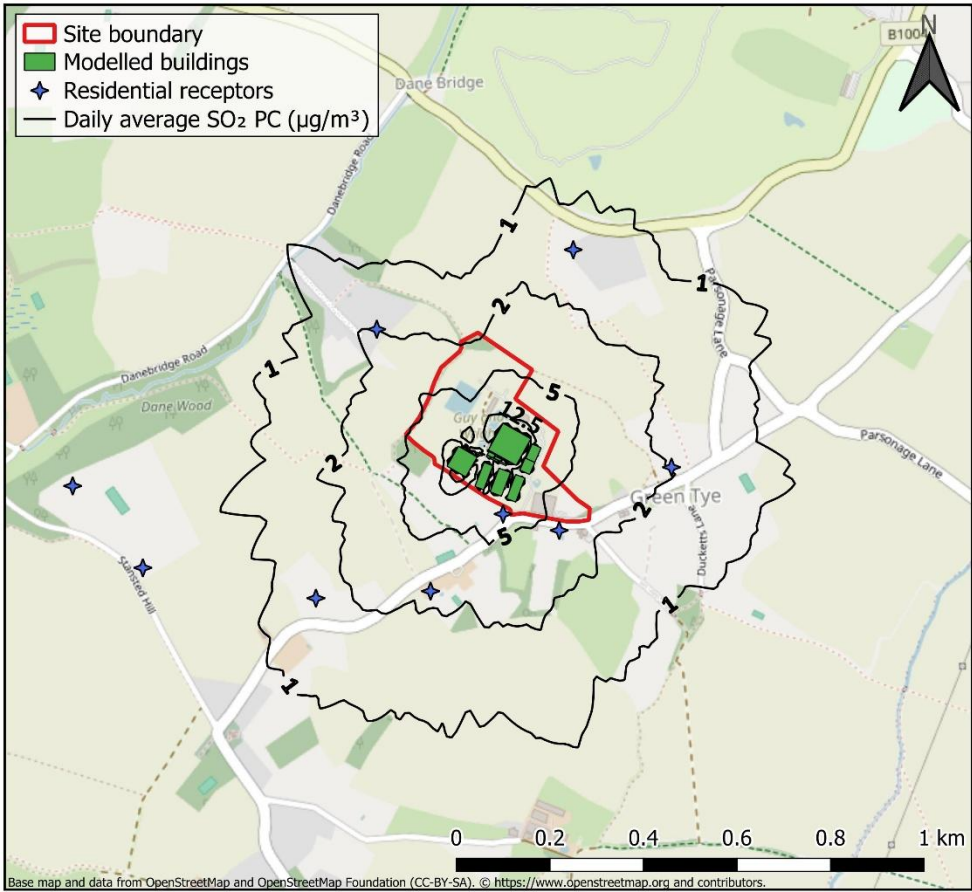 Site boundary
Modelled buildings
Residential receptors
Daily average SO₂ PC (µg/m³)
N
B1004
Dane Bridge
Danebridge Road
1
1
Parsonage Lane
2
Danebridge Road
1
Dane Wood
5
12.5
Parsonage Lane
2
Green Tye
2
5
Ducketts Lane
Stansted Hill
1
1
0 0.2 0.4 0.6 0.8 1 km
Base map and data from OpenStreetMap and OpenStreetMap Foundation (CC-BY-SA). © https://www.openstreetmap.org and contributors.